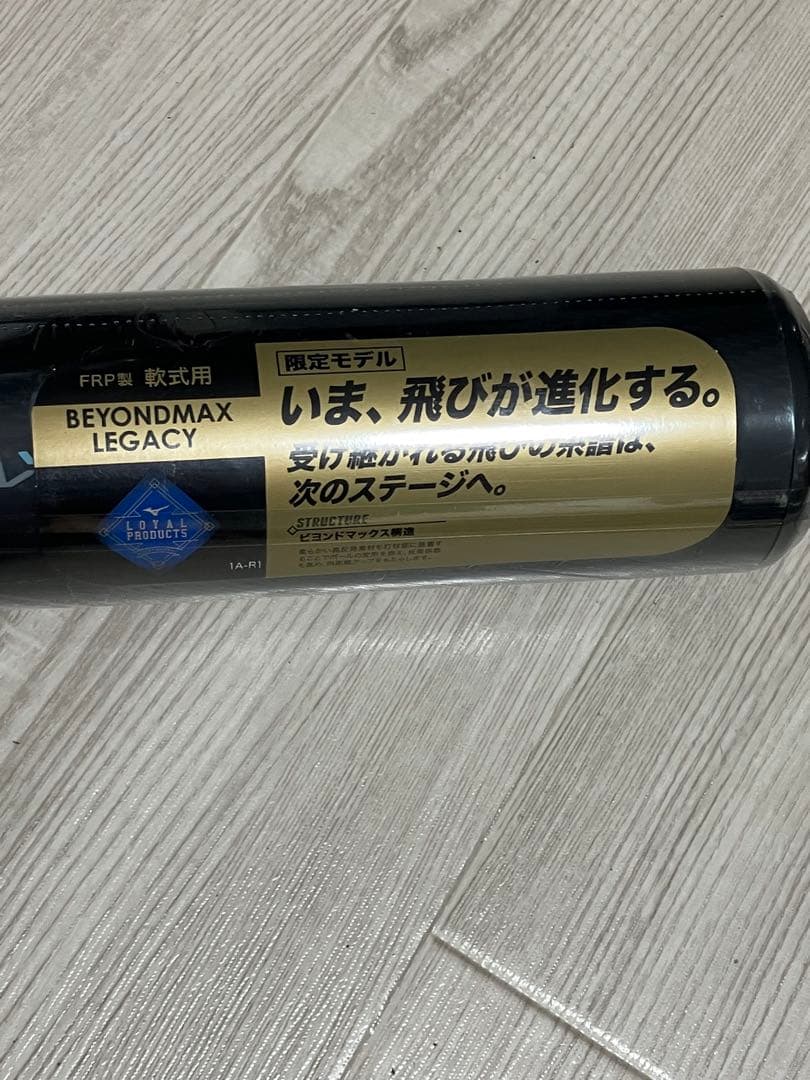 FRP製 軟式用
BEYONDMAX
LEGACY
LOYAL
PRODUCTS
1A-R1
限定モデル
いま、飛びが進化する。
受け継がれる飛びの系譜は、
次のステージへ。
STRUCTURE
ビヨンドマックス構造